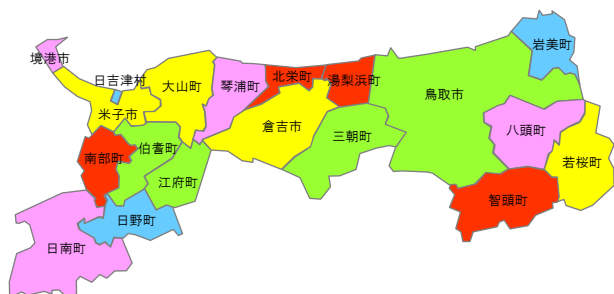 境港市
日吉津村
米子市
大山町
琴浦町
北栄町
湯梨浜町
鳥取市
岩美町
南部町
伯耆町
倉吉市
三朝町
八頭町
若桜町
江府町
智頭町
日野町
日南町